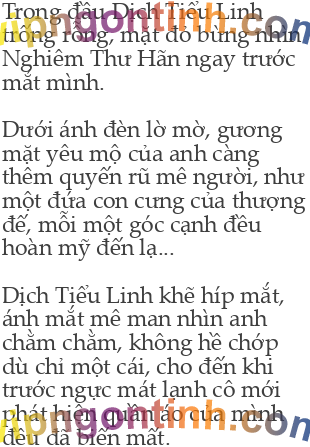 Trong đầu Dịch Tiểu Linh
trống rỗng, mặt đỏ bừng nhìn
Nghiêm Thư Hãn ngay trước
mắt mình.
Dưới ánh đèn lờ mờ, gương
mặt yêu mộ của anh càng
thêm quyến rũ mê người, như
một đứa con cưng của thượng
đế, mỗi một góc cạnh đều
hoàn mỹ đến lạ...
Dịch Tiểu Linh khẽ híp mắt,
ánh mắt mê man nhìn anh
chằm chằm, không hề chớp
dù chỉ một cái, cho đến khi
trước ngực mát lạnh cô mới
phát hiện quần áo của mình
đều đã biến mất.